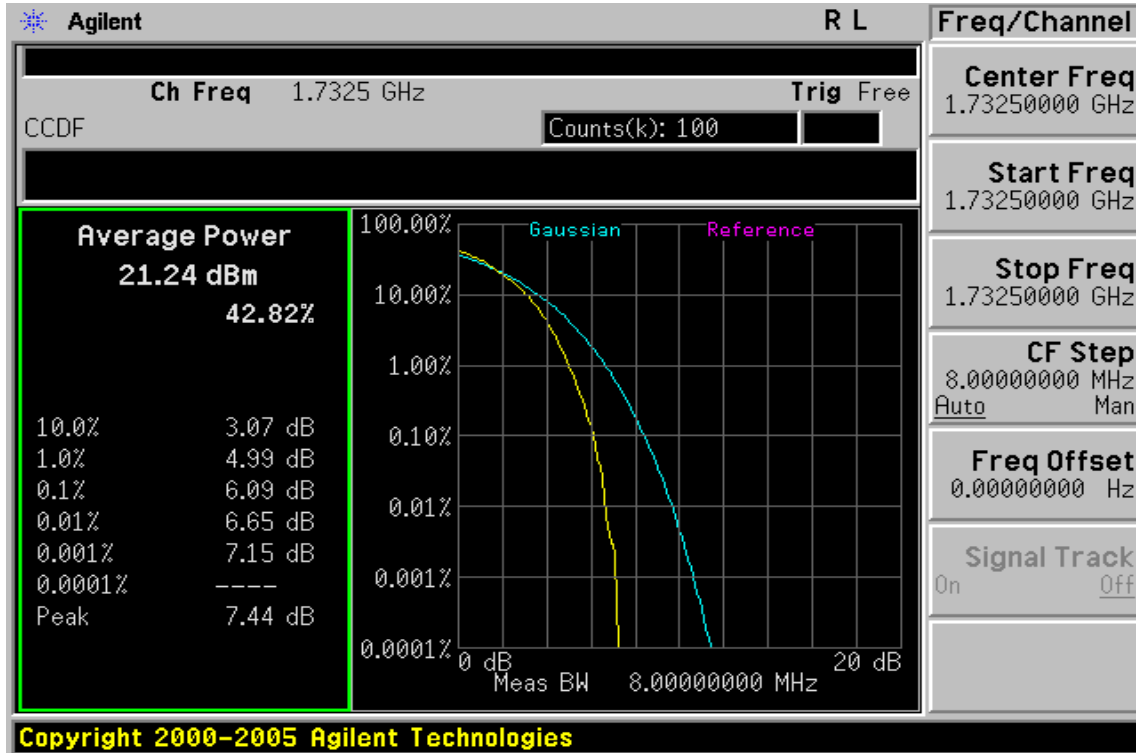 Agilent R L
Ch Freq 1.7325 GHz Trig Free
CCDF Counts(k): 100
Average Power
21.24 dBm
42.82%
10.0% 3.07 dB
1.0% 4.99 dB
0.1% 6.09 dB
0.01% 6.65 dB
0.001% 7.15 dB
0.0001% ----
Peak 7.44 dB
Gaussian Reference
100.00%
10.00%
1.00%
0.10%
0.01%
0.001%
0.0001%
0 dB 20 dB
Meas BW 8.00000000 MHz
Freq/Channel
Center Freq
1.73250000 GHz
Start Freq
1.73250000 GHz
Stop Freq
1.73250000 GHz
CF Step
8.00000000 MHz
Auto Man
Freq Offset
0.00000000 Hz
Signal Track
On Off
Copyright 2000-2005 Agilent Technologies